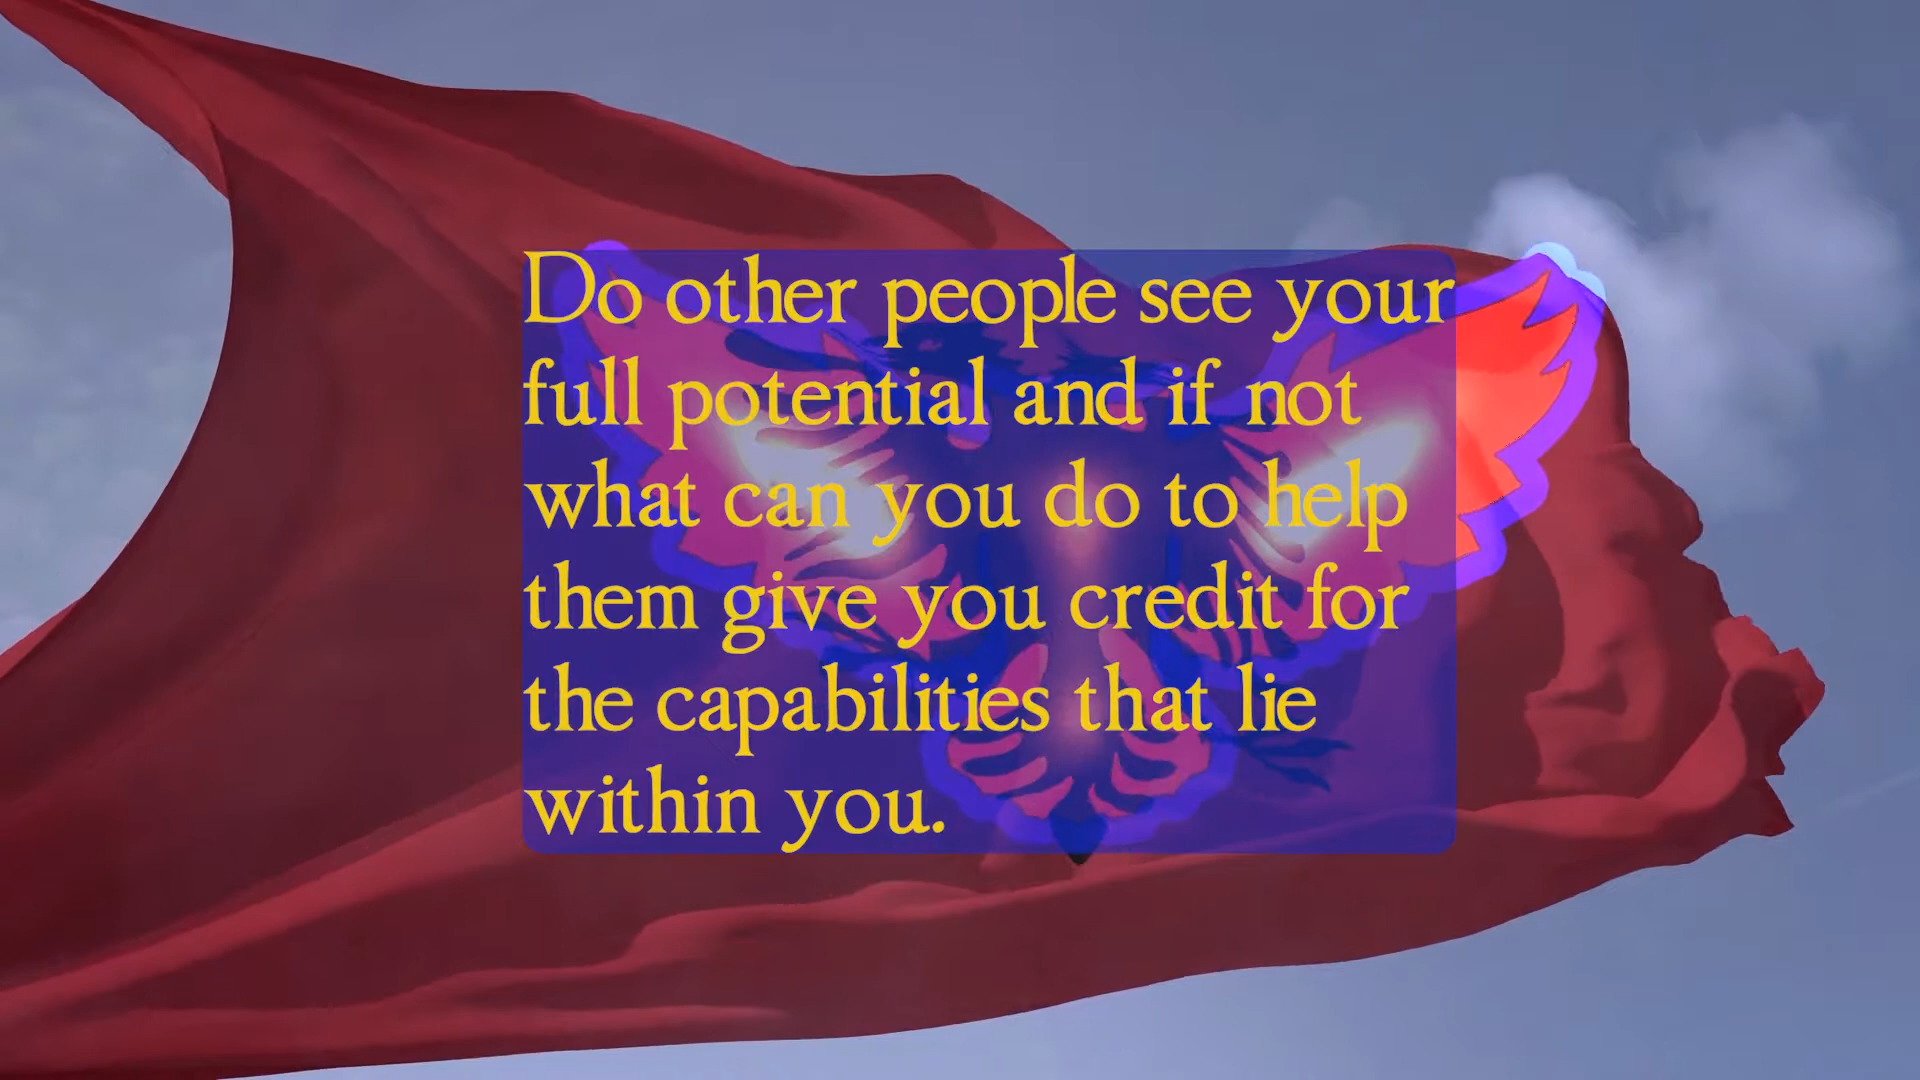 Do other people see your
full potential and if not
what can you do to help
them give you credit for
the capabilities that lie
within you.